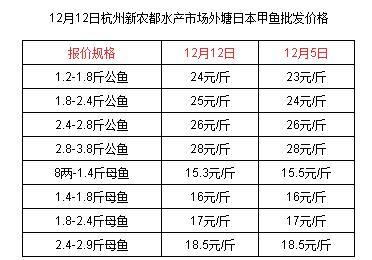 12月12日杭州新农都水产市场外塘日本甲鱼批发价格
报价规格 12月12日 12月5日
1.2-1.8斤公鱼 24元/斤 23元/斤
1.8-2.4斤公鱼 25元/斤 24元/斤
2.4-2.8斤公鱼 26元/斤 26元/斤
2.8-3.8斤公鱼 28元/斤 28元/斤
8两-1.4斤母鱼 15.3元/斤 15.5元/斤
1.4-1.8斤母鱼 16元/斤 16元/斤
1.8-2.4斤母鱼 17元/斤 17元/斤
2.4-2.9斤母鱼 18.5元/斤 18.5元/斤